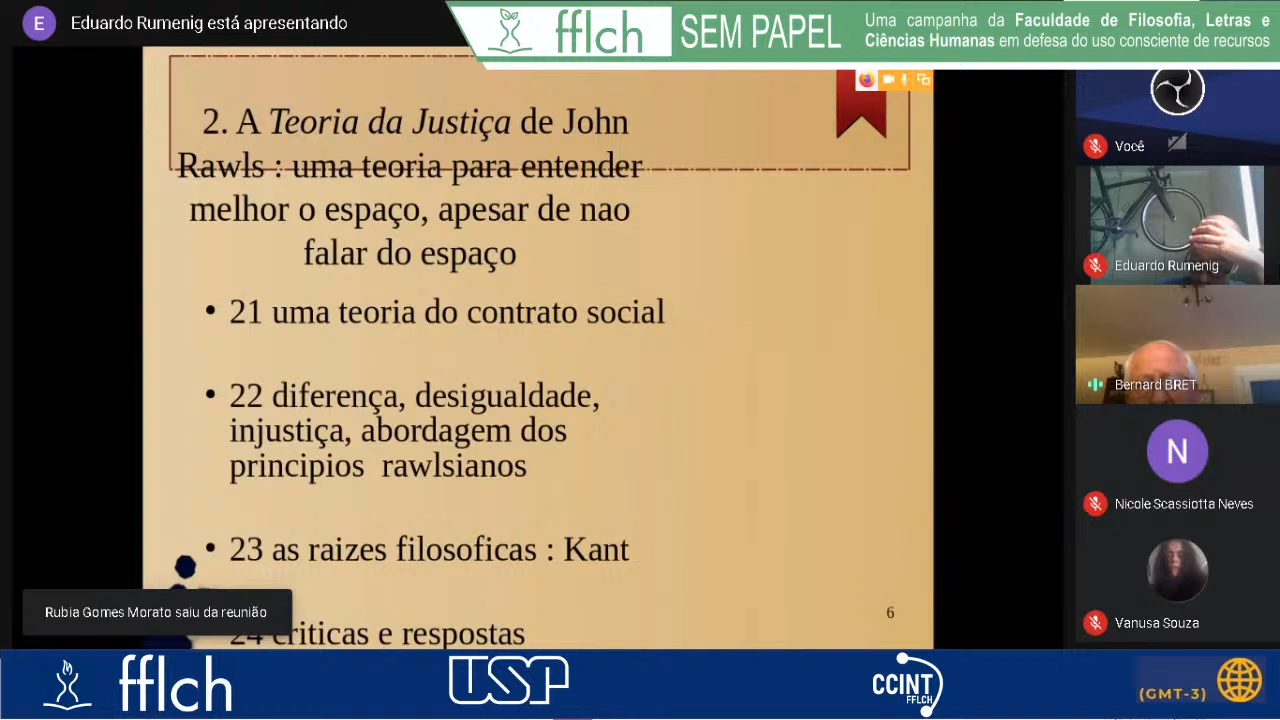 E
Eduardo Rumenig está apresentando
fflch
SEM PAPEL
Uma campanha da Faculdade de Filosofia, Letras e
Ciências Humanas em defesa do uso consciente de recursos
2. A Teoria da Justiça de John
Rawls : uma teoria para entender
melhor o espaço, apesar de nao
falar do espaço
• 21 uma teoria do contrato social
• 22 diferença, desigualdade,
injustiça, abordagem dos
principios rawlsianos
• 23 as raizes filosoficas : Kant
24 criticas e respostas
6
Rubia Gomes Morato saiu da reunião
Você
Eduardo Rumenig
Bernard BRET
N
Nicole Scassiotta Neves
Vanusa Souza
fflch
USP
CCINT
FFLCH
(GMT-3)